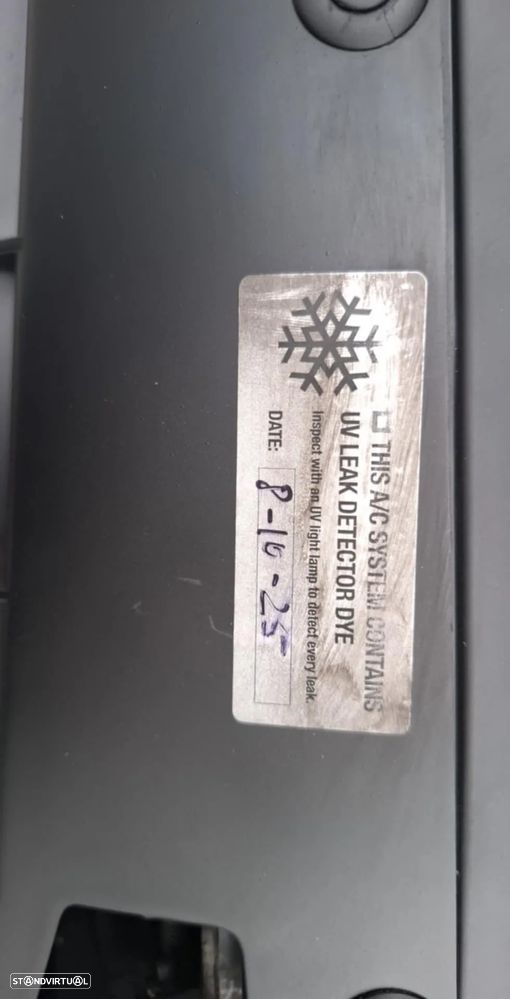 THIS A/C SYSTEM CONTAINS
UV LEAK DETECTOR DYE
Inspect with an UV light lamp to detect every leak.
DATE: 8-10-25
STANDVIRTUAL